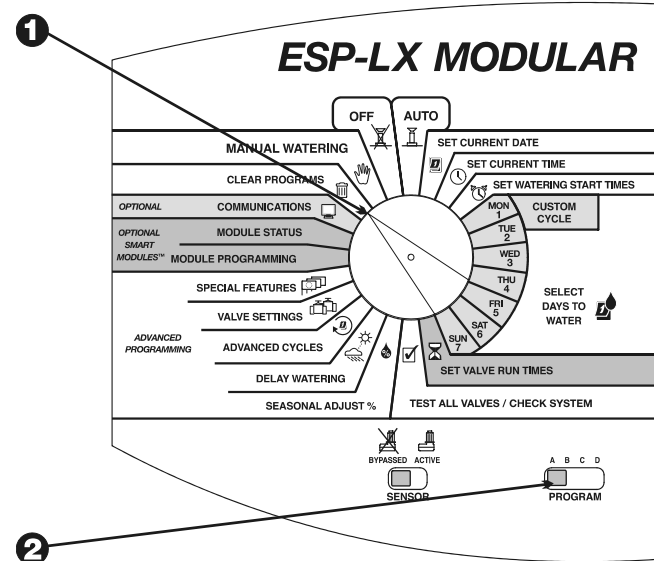 1
ESP-LX MODULAR
OFF
AUTO
MANUAL WATERING
CLEAR PROGRAMS
OPTIONAL
COMMUNICATIONS
OPTIONAL
SMART
MODULES™
MODULE STATUS
MODULE PROGRAMMING
SPECIAL FEATURES
VALVE SETTINGS
ADVANCED
PROGRAMMING
ADVANCED CYCLES
DELAY WATERING
SEASONAL ADJUST %
SET CURRENT DATE
SET CURRENT TIME
SET WATERING START TIMES
MON
1
CUSTOM
CYCLE
TUE
2
WED
3
THU
4
FRI
5
SAT
6
SUN
7
SELECT
DAYS TO
WATER
SET VALVE RUN TIMES
TEST ALL VALVES / CHECK SYSTEM
BYPASSED ACTIVE
SENSOR
A B C D
PROGRAM
2